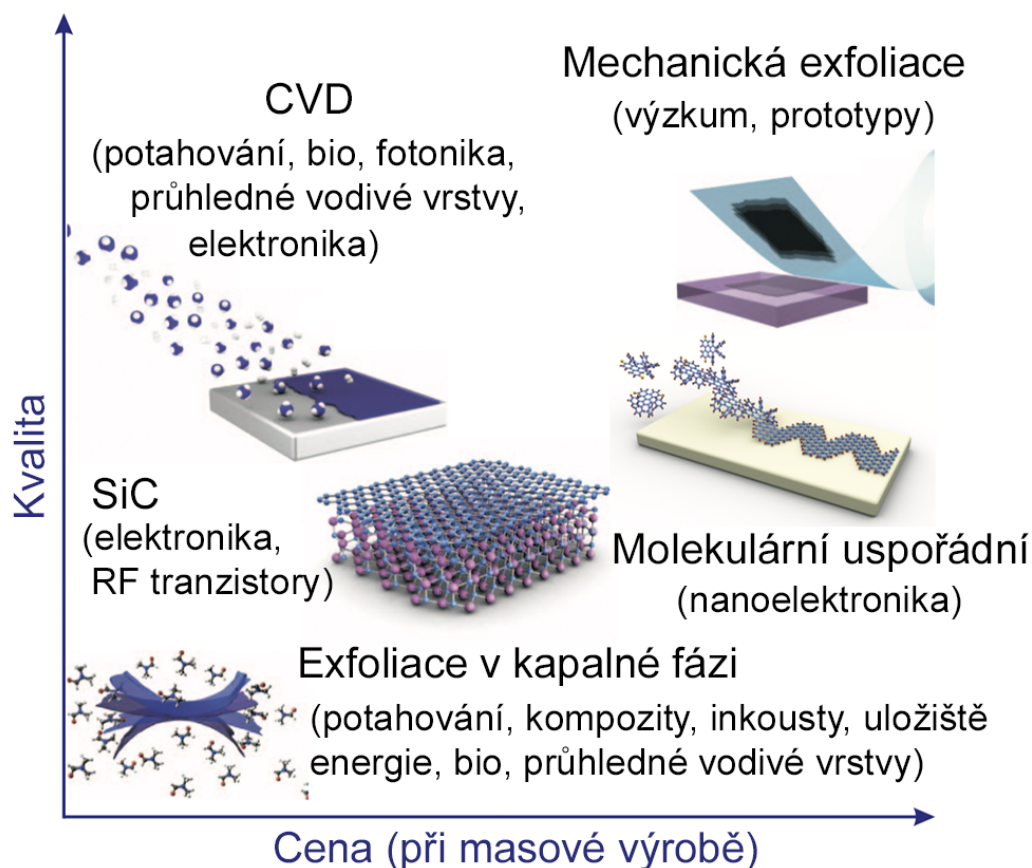 Mechanická exfoliace
(výzkum, prototypy)
CVD
(potahování, bio, fotonika,
průhledné vodivé vrstvy,
elektronika)
Kvalita
SiC
(elektronika,
RF tranzistory)
Molekulární uspořádní
(nanoelektronika)
Exfoliace v kapalné fázi
(potahování, kompozity, inkousty, uložiště
energie, bio, průhledné vodivé vrstvy)
Cena (při masové výrobě)